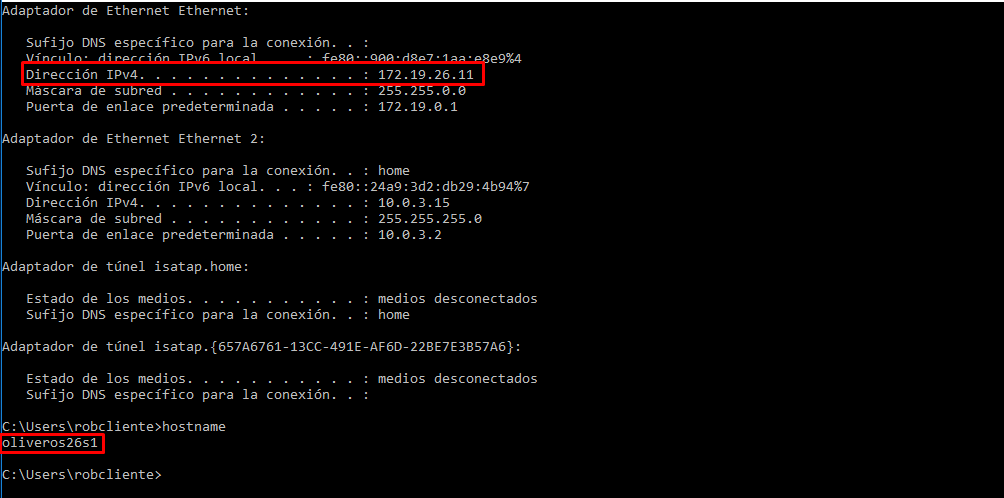 Adaptador de Ethernet Ethernet:
Sufijo DNS específico para la conexión. . :
Vínculo: dirección IPv6 local. . . : fe80::900:d8e7:1aa:e8e9%4
Dirección IPv4. . . . . . . . . . . . . . : 172.19.26.11
Máscara de subred . . . . . . . . . . . . : 255.255.0.0
Puerta de enlace predeterminada . . . . . : 172.19.0.1
Adaptador de Ethernet Ethernet 2:
Sufijo DNS específico para la conexión. . : home
Vínculo: dirección IPv6 local. . . : fe80::24a9:3d2:db29:4b94%7
Dirección IPv4. . . . . . . . . . . . . . : 10.0.3.15
Máscara de subred . . . . . . . . . . . . : 255.255.255.0
Puerta de enlace predeterminada . . . . . : 10.0.3.2
Adaptador de túnel isatap.home:
Estado de los medios. . . . . . . . . . . : medios desconectados
Sufijo DNS específico para la conexión. . : home
Adaptador de túnel isatap.{657A6761-13CC-491E-AF6D-22BE7E3B57A6}:
Estado de los medios. . . . . . . . . . . : medios desconectados
Sufijo DNS específico para la conexión. . :
C:\Users\robcliente>hostname
oliveros26s1
C:\Users\robcliente>